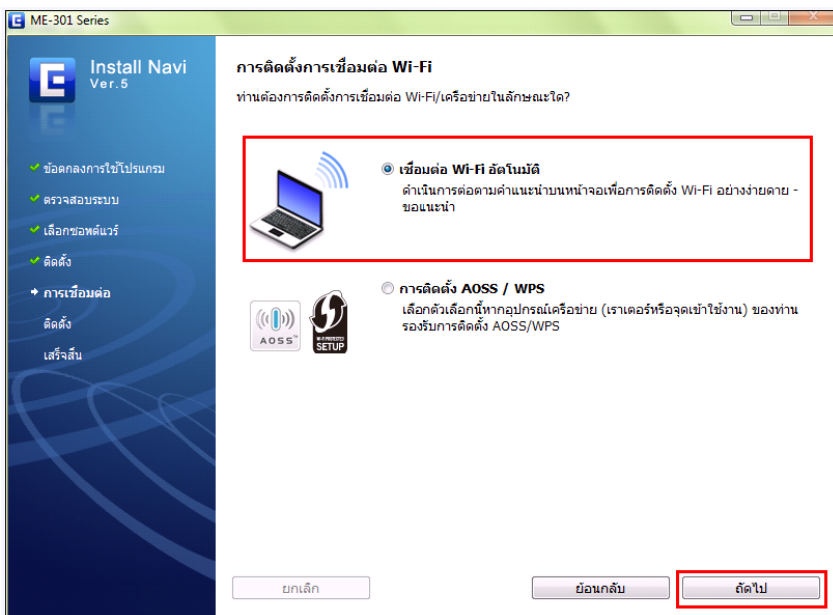 ME-301 Series
Install Navi
Ver.5
ข้อตกลงการใช้โปรแกรม
ตรวจสอบระบบ
เลือกซอฟต์แวร์
ติดตั้ง
การเชื่อมต่อ
ติดตั้ง
เสร็จสิ้น
การติดตั้งการเชื่อมต่อ Wi-Fi
ท่านต้องการติดตั้งการเชื่อมต่อ Wi-Fi/เครือข่ายในลักษณะใด?
เชื่อมต่อ Wi-Fi อัตโนมัติ
ดำเนินการต่อตามคำแนะนำบนหน้าจอเพื่อการติดตั้ง Wi-Fi อย่างง่ายดาย -
ขอแนะนำ
การติดตั้ง AOSS / WPS
เลือกตัวเลือกนี้หากอุปกรณ์เครือข่าย (เราเตอร์หรือจุดเข้าใช้งาน) ของท่าน
รองรับการติดตั้ง AOSS/WPS
AOSS™
WI-FI PROTECTED
SETUP
ยกเลิก
ย้อนกลับ
ถัดไป